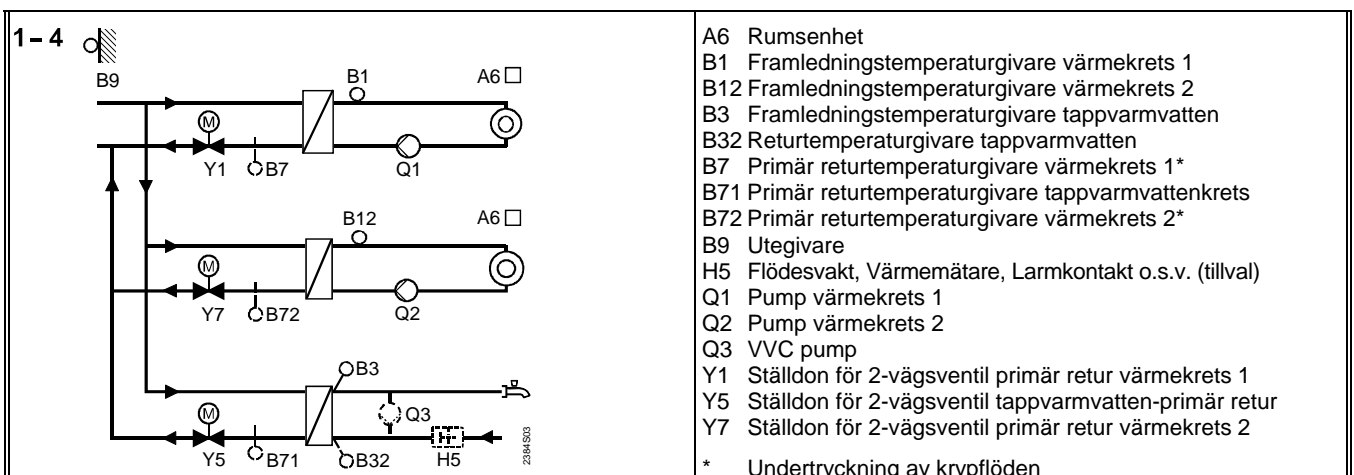 1–4
B9
B1
A6
M
Y1
B7
Q1
B12
A6
M
Y7
B72
Q2
B3
M
Q3
Y5
B71
B32
H5
2384S03
A6 Rumsenhet
B1 Framledningstemperaturgivare värmekrets 1
B12 Framledningstemperaturgivare värmekrets 2
B3 Framledningstemperaturgivare tappvarmvatten
B32 Returtemperaturgivare tappvarmvatten
B7 Primär returtemperaturgivare värmekrets 1*
B71 Primär returtemperaturgivare tappvarmvattenkrets
B72 Primär returtemperaturgivare värmekrets 2*
B9 Utegivare
H5 Flödesvakt, Värmemätare, Larmkontakt o.s.v. (tillval)
Q1 Pump värmekrets 1
Q2 Pump värmekrets 2
Q3 VVC pump
Y1 Ställdon för 2-vägsventil primär retur värmekrets 1
Y5 Ställdon för 2-vägsventil tappvarmvatten-primär retur
Y7 Ställdon för 2-vägsventil primär retur värmekrets 2
* Undertryckning av krypflöden